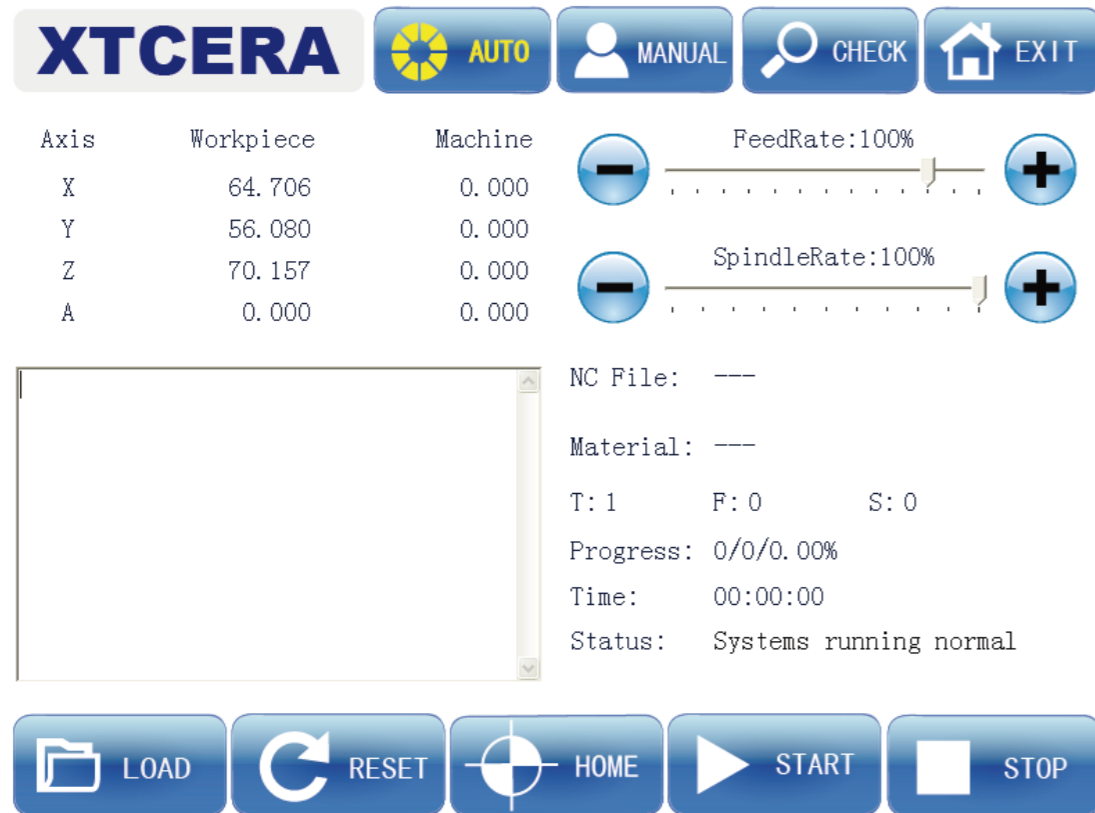 XTCERA AUTO MANUAL CHECK EXIT
Axis Workpiece Machine
X 64.706 0.000
Y 56.080 0.000
Z 70.157 0.000
A 0.000 0.000
FeedRate:100%
SpindleRate:100%
NC File: ---
Material: ---
T:1 F:0 S:0
Progress: 0/0/0.00%
Time: 00:00:00
Status: Systems running normal
LOAD RESET HOME START STOP